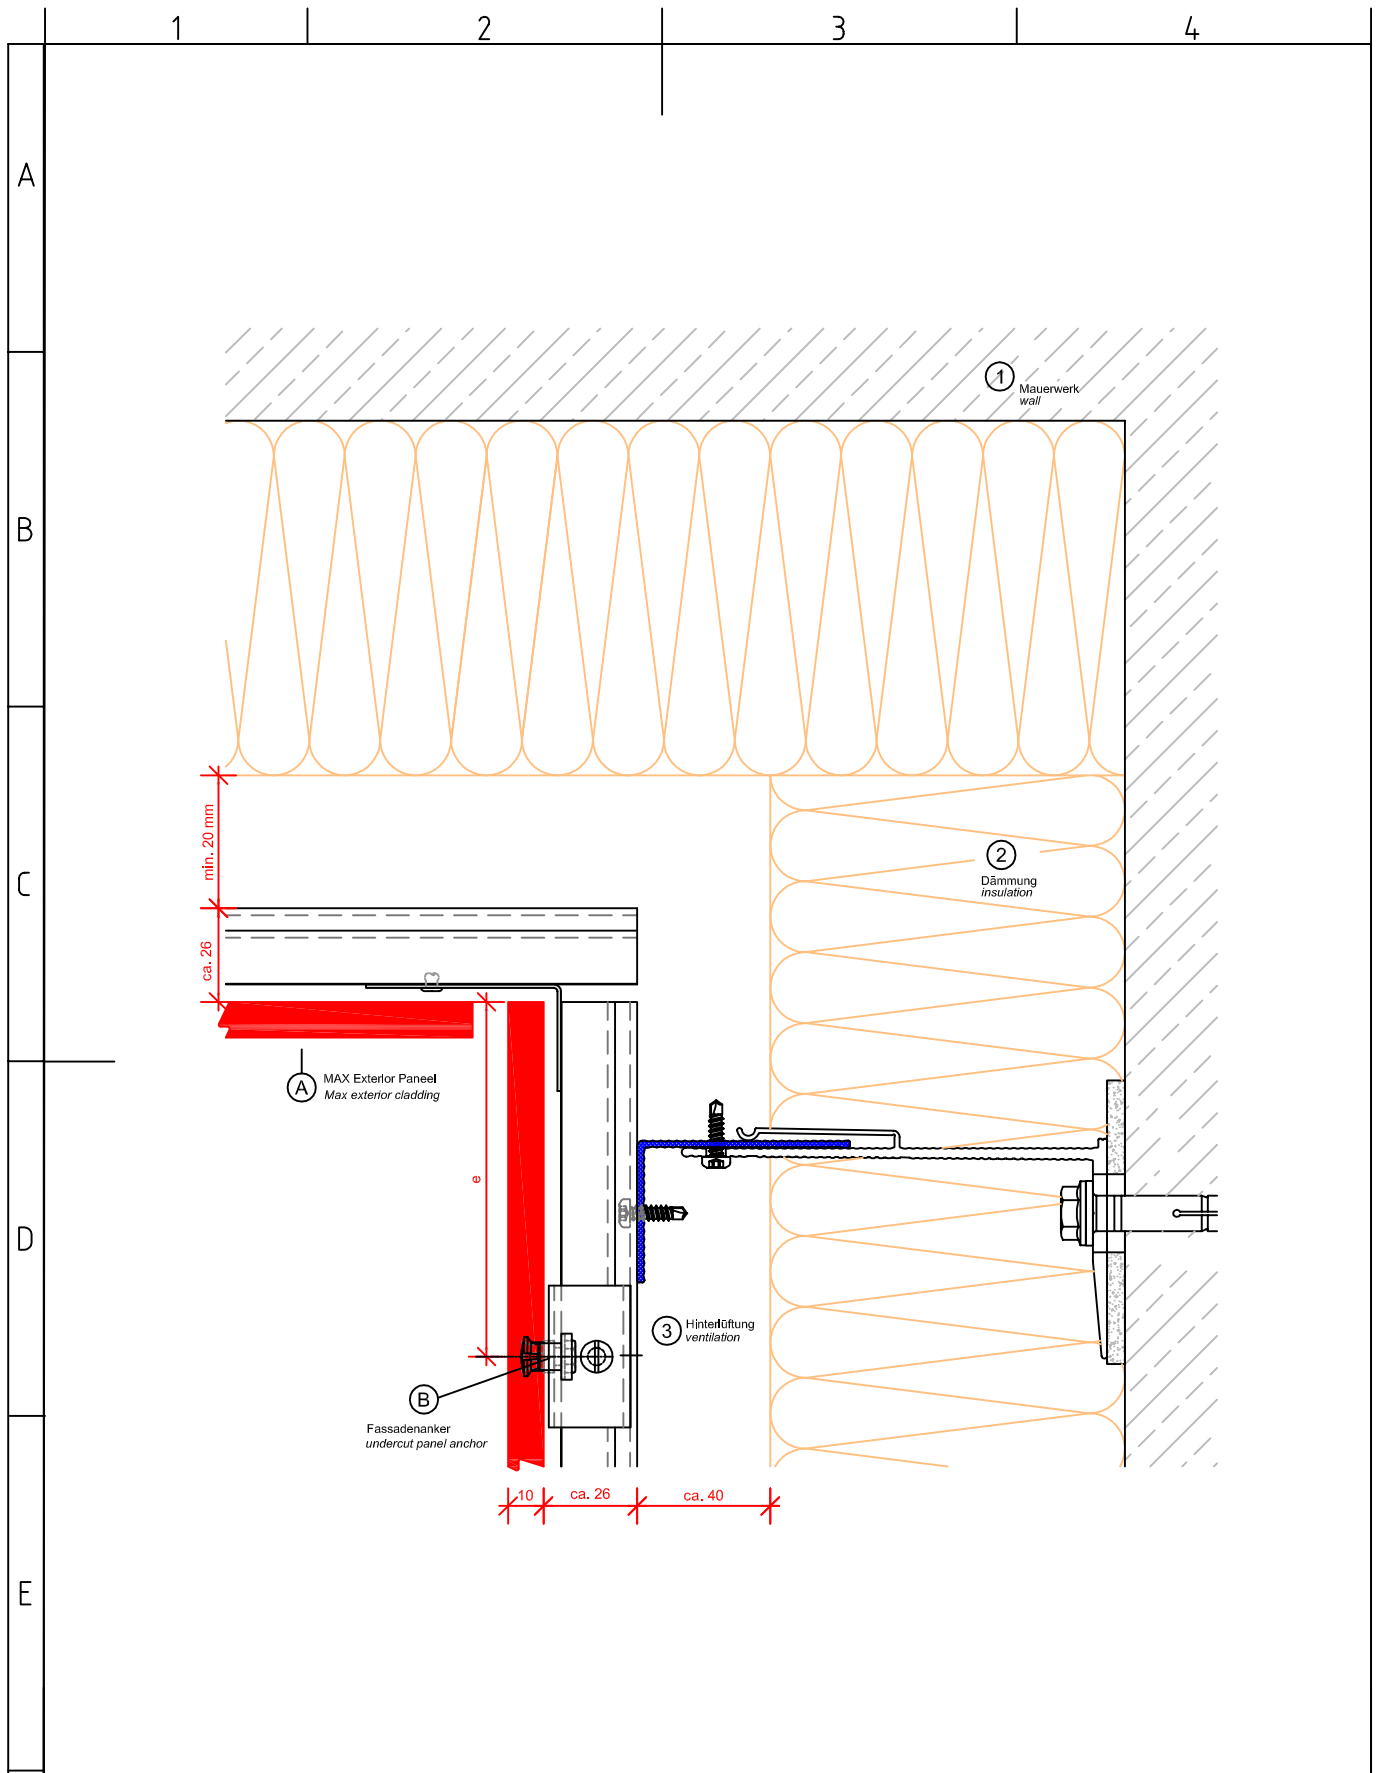 1 2 3 4
A
B
C
D
E
1
Mauerwerk
wall
min. 20 mm
2
Dämmung
insulation
ca. 26
A
MAX Exterior Paneel
Max exterior cladding
e
3
Hinterlüftung
ventilation
B
Fassadenanker
undercut panel anchor
10 ca. 26 ca. 40